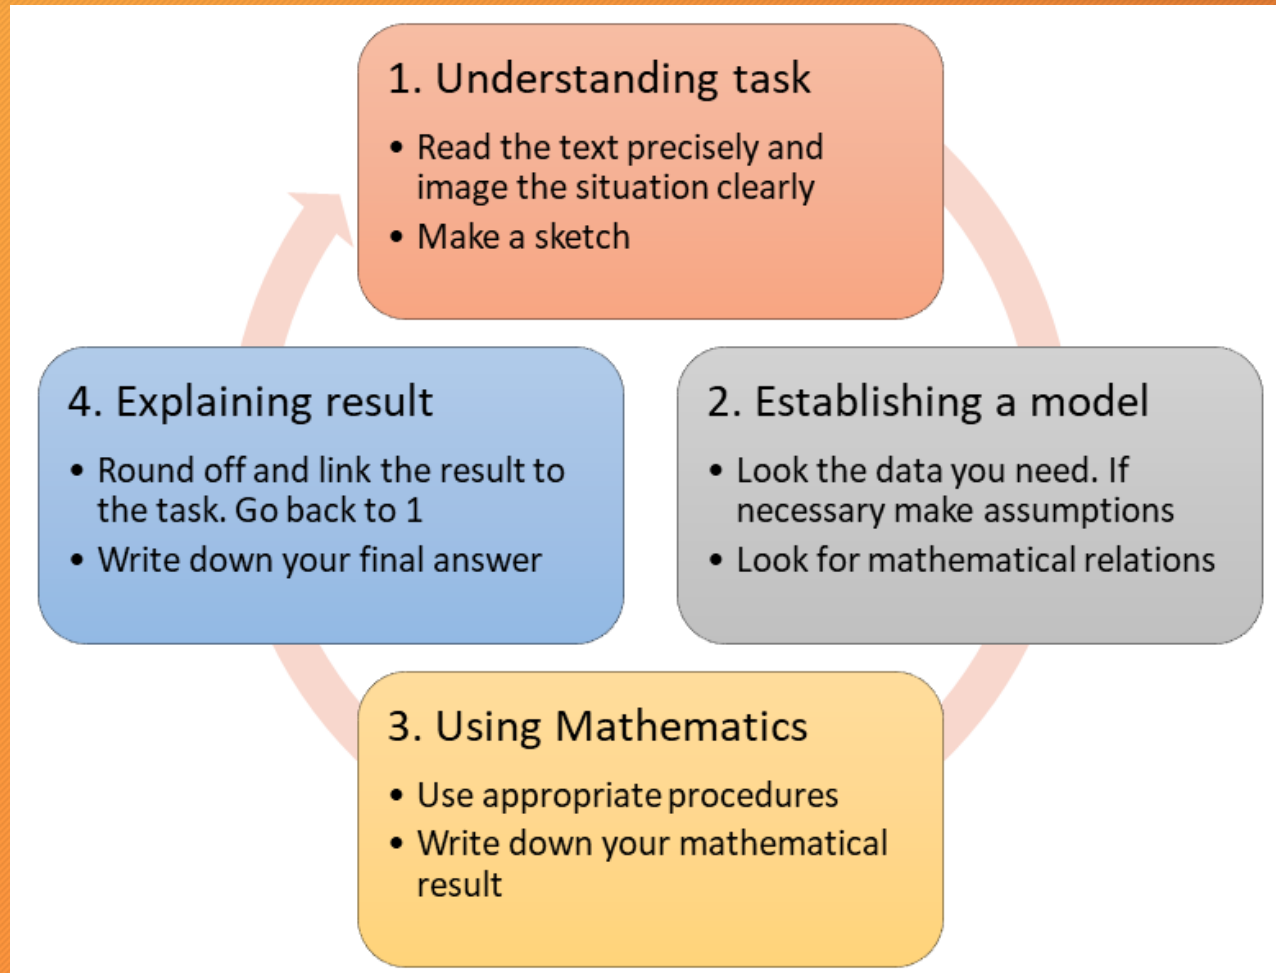 1. Understanding task
• Read the text precisely and
image the situation clearly
• Make a sketch
2. Establishing a model
• Look the data you need. If
necessary make assumptions
• Look for mathematical relations
3. Using Mathematics
• Use appropriate procedures
• Write down your mathematical
result
4. Explaining result
• Round off and link the result to
the task. Go back to 1
• Write down your final answer